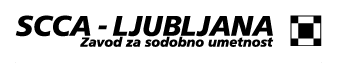 SCCA - LJUBLJANA
Zavod za sodobno umetnost